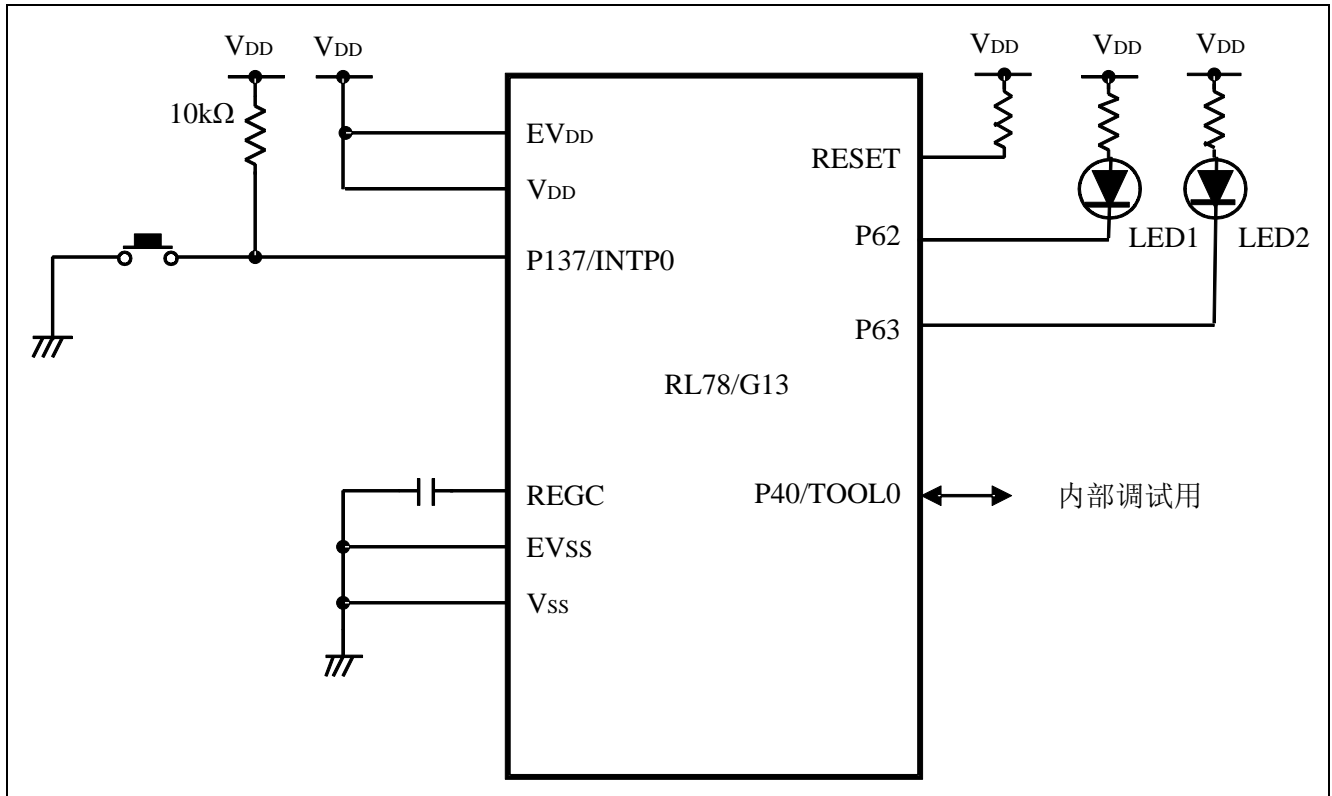 VDD
VDD
10kΩ
EVDD
VDD
P137/INTP0
REGC
EVSS
VSS
RL78/G13
VDD
VDD
VDD
RESET
P62
LED1
LED2
P63
P40/TOOL0
内部调试用